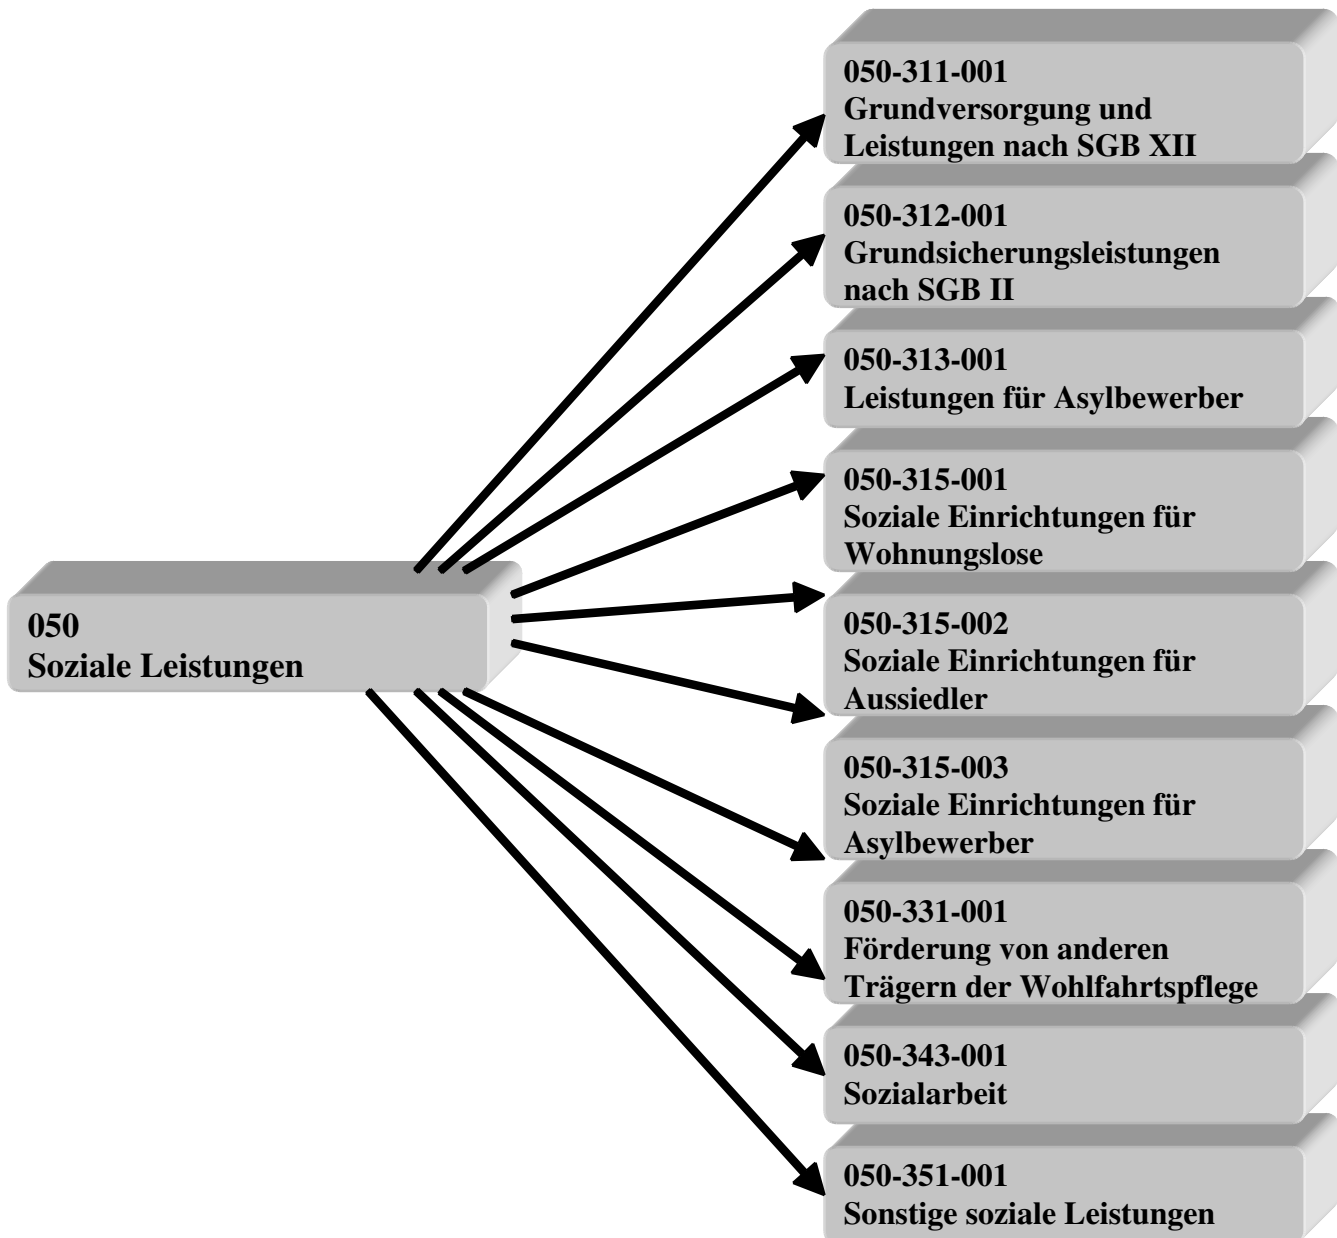 050-311-001
Grundversorgung und
Leistungen nach SGB XII
050-312-001
Grundsicherungsleistungen
nach SGB II
050-313-001
Leistungen für Asylbewerber
050-315-001
Soziale Einrichtungen für
Wohnungslose
050
Soziale Leistungen
050-315-002
Soziale Einrichtungen für
Aussiedler
050-315-003
Soziale Einrichtungen für
Asylbewerber
050-331-001
Förderung von anderen
Trägern der Wohlfahrtspflege
050-343-001
Sozialarbeit
050-351-001
Sonstige soziale Leistungen